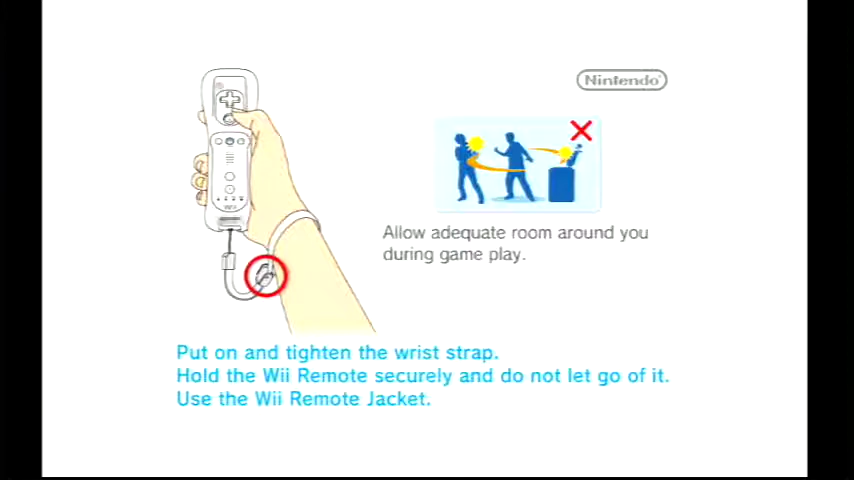 Nintendo
Allow adequate room around you
during game play.
Put on and tighten the wrist strap.
Hold the Wii Remote securely and do not let go of it.
Use the Wii Remote Jacket.